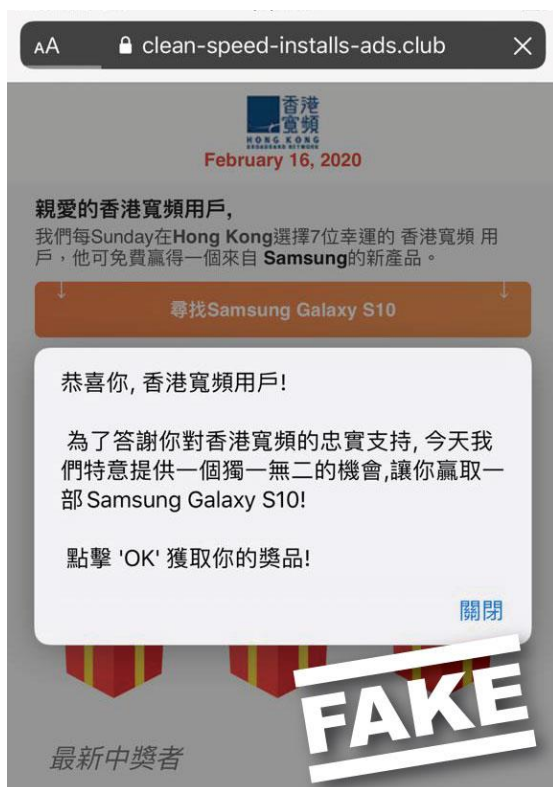 AA clean-speed-installs-ads.club ×
香港
寬頻
HONG KONG
BROADBAND NETWORK
February 16, 2020
親愛的香港寬頻用戶,
我們每Sunday在Hong Kong選擇7位幸運的 香港寬頻 用
戶，他可免費贏得一個來自 Samsung的新產品。
↓ 尋找Samsung Galaxy S10 ↓
恭喜你, 香港寬頻用戶!
為了答謝你對香港寬頻的忠實支持, 今天我
們特意提供一個獨一無二的機會,讓你贏取一
部 Samsung Galaxy S10!
點擊 'OK' 獲取你的獎品!
關閉
FAKE
最新中獎者